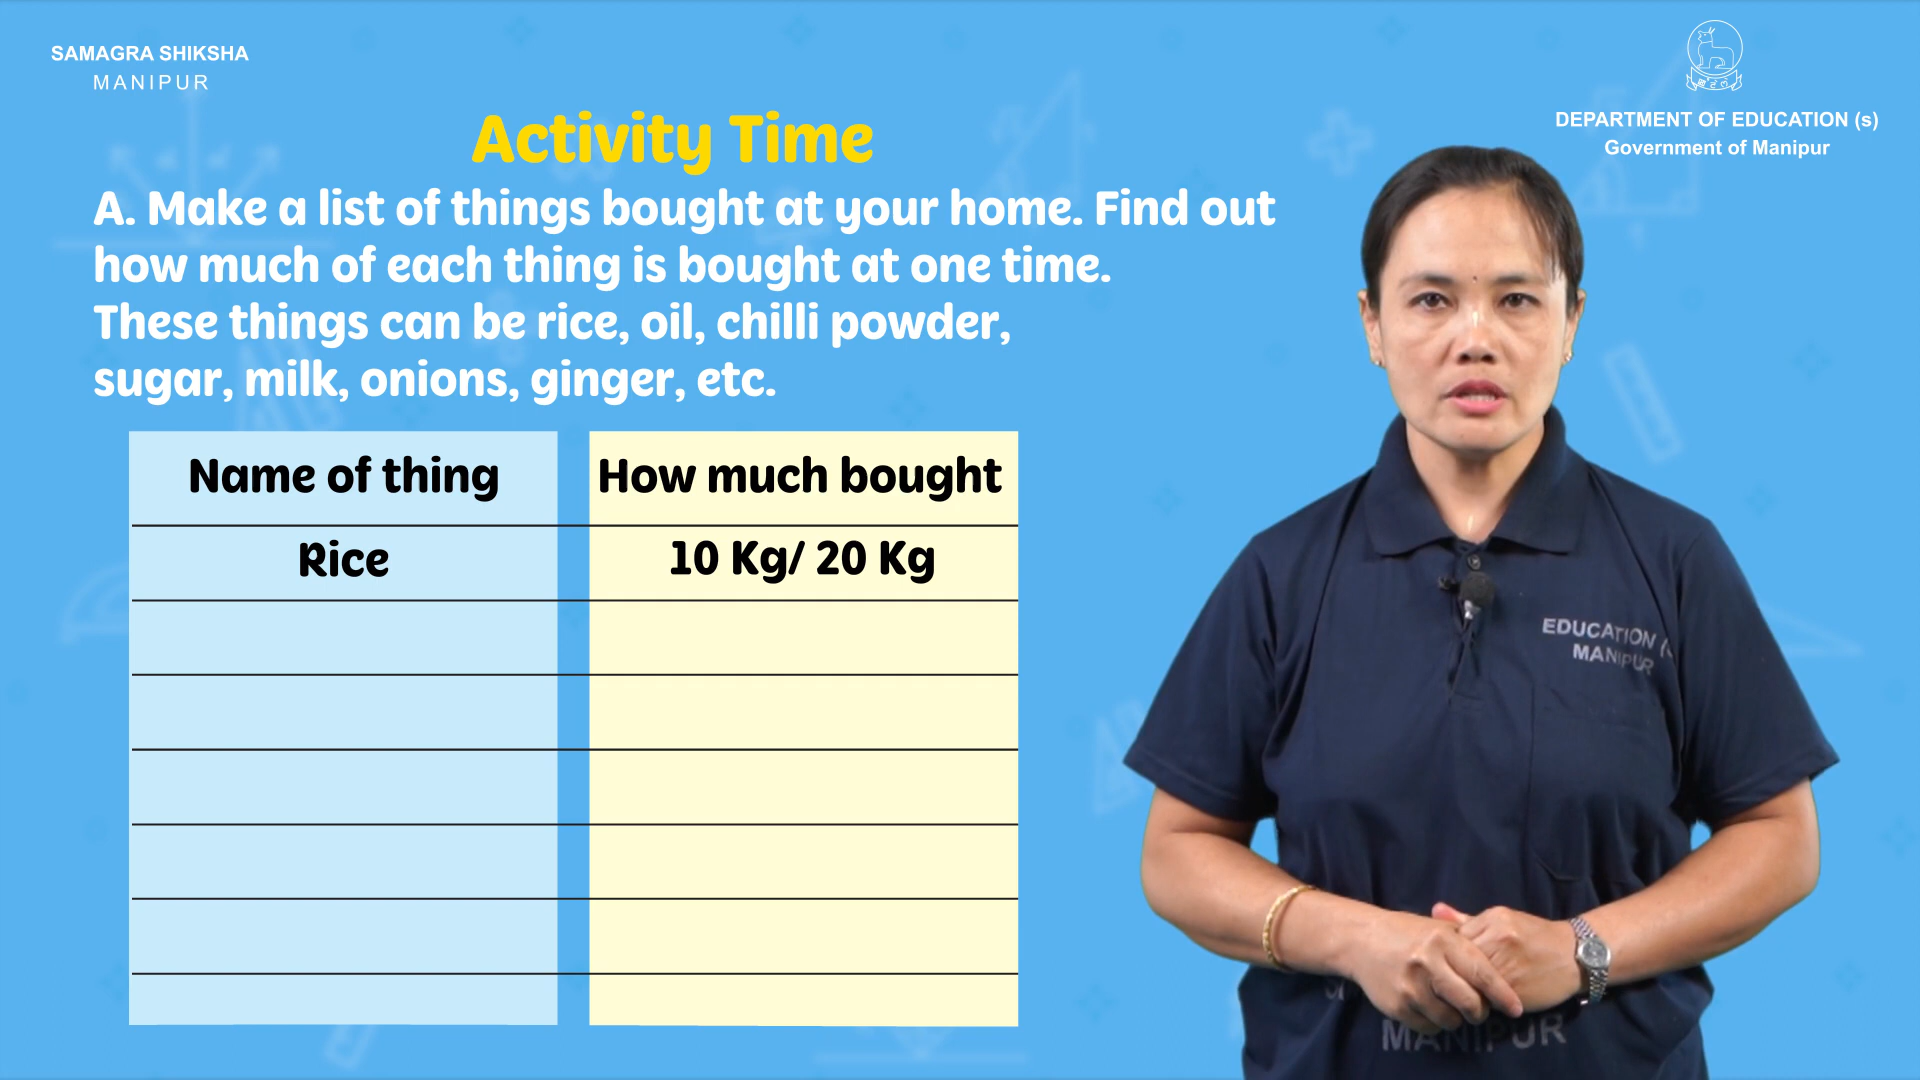 SAMAGRA SHIKSHA
MANIPUR
DEPARTMENT OF EDUCATION (s)
Government of Manipur
Activity Time
A. Make a list of things bought at your home. Find out
how much of each thing is bought at one time.
These things can be rice, oil, chilli powder,
sugar, milk, onions, ginger, etc.
Name of thing How much bought
Rice 10 Kg/ 20 Kg
EDUCATION (
MANIPUR
MANIPUR